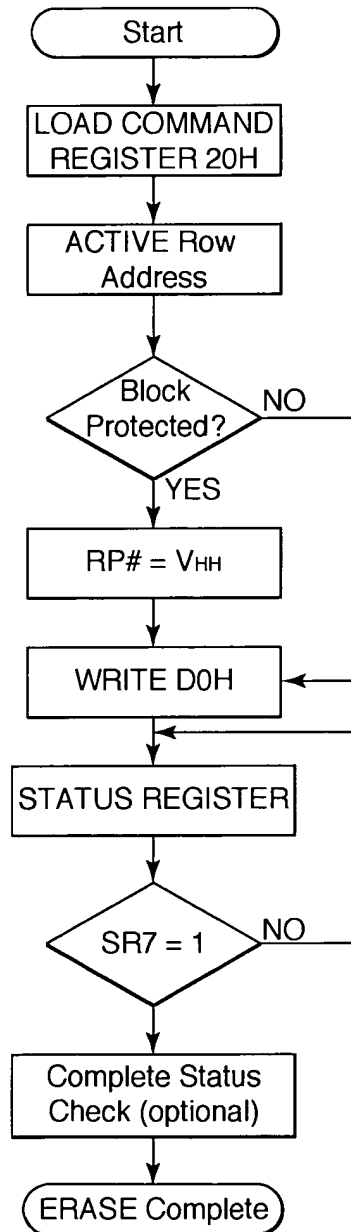 Start
LOAD COMMAND
REGISTER 20H
ACTIVE Row
Address
Block
Protected?
NO
YES
RP# = VHH
WRITE D0H
STATUS REGISTER
SR7 = 1
NO
Complete Status
Check (optional)
ERASE Complete